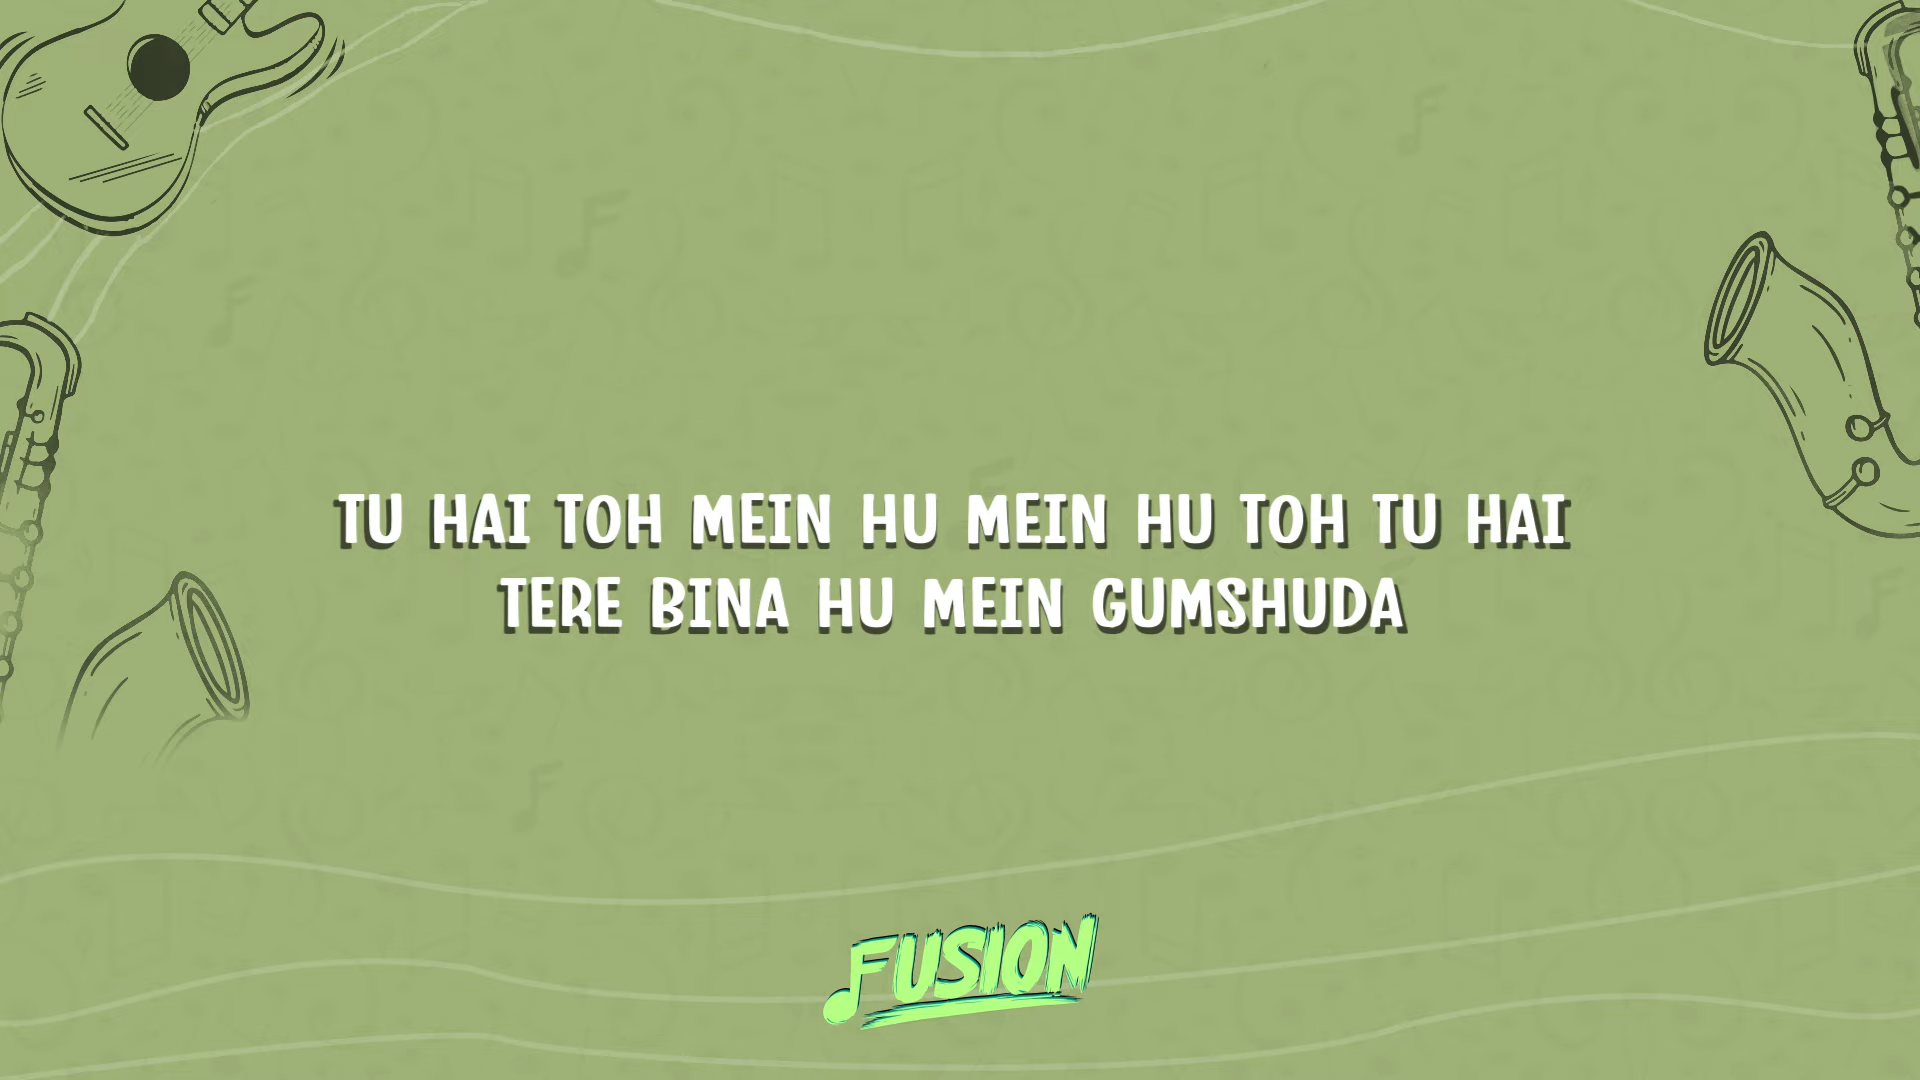 TU HAI TOH MEIN HU MEIN HU TOH TU HAI
TERE BINA HU MEIN GUMSHUDA
FUSION